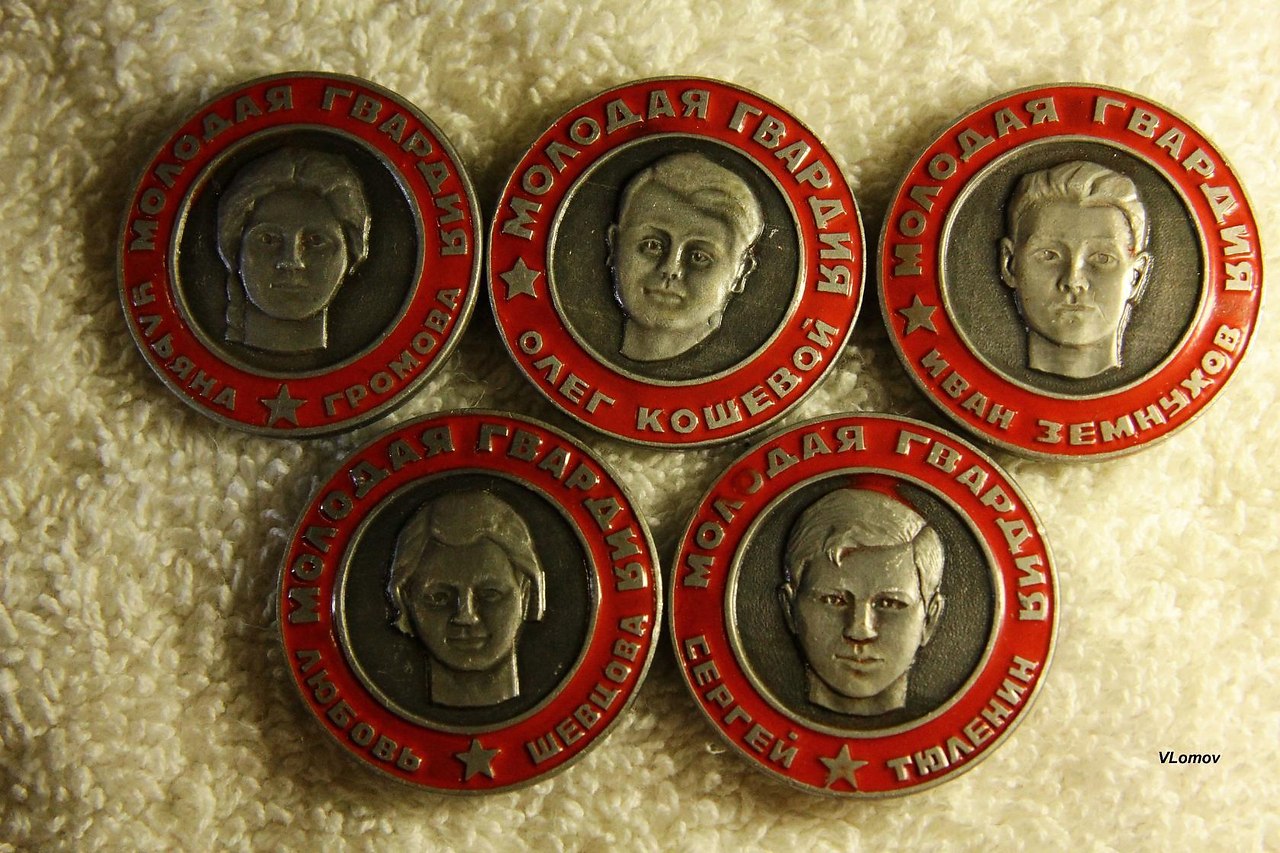 МОЛОДАЯ ГВАРДИЯ
УЛЬЯНА ГРОМОВА
МОЛОДАЯ ГВАРДИЯ
ОЛЕГ КОШЕВОЙ
МОЛОДАЯ ГВАРДИЯ
ИВАН ЗЕМНУХОВ
МОЛОДАЯ ГВАРДИЯ
ЛЮБОВЬ ШЕВЦОВА
МОЛОДАЯ ГВАРДИЯ
СЕРГЕЙ ТЮЛЕНИН
VLomov